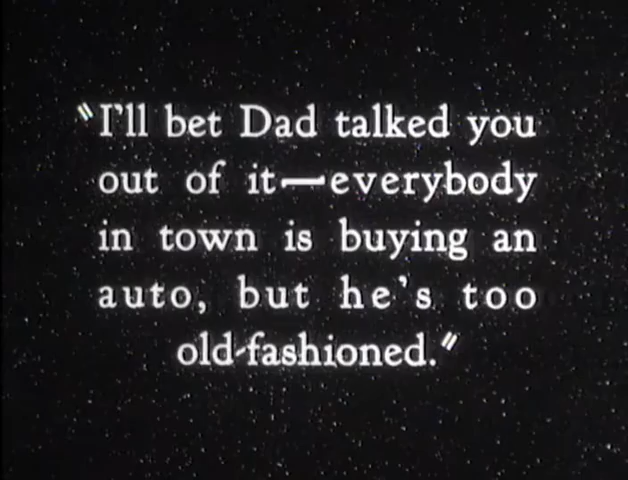 "I'll bet Dad talked you
out of it—everybody
in town is buying an
auto, but he's too
old-fashioned."